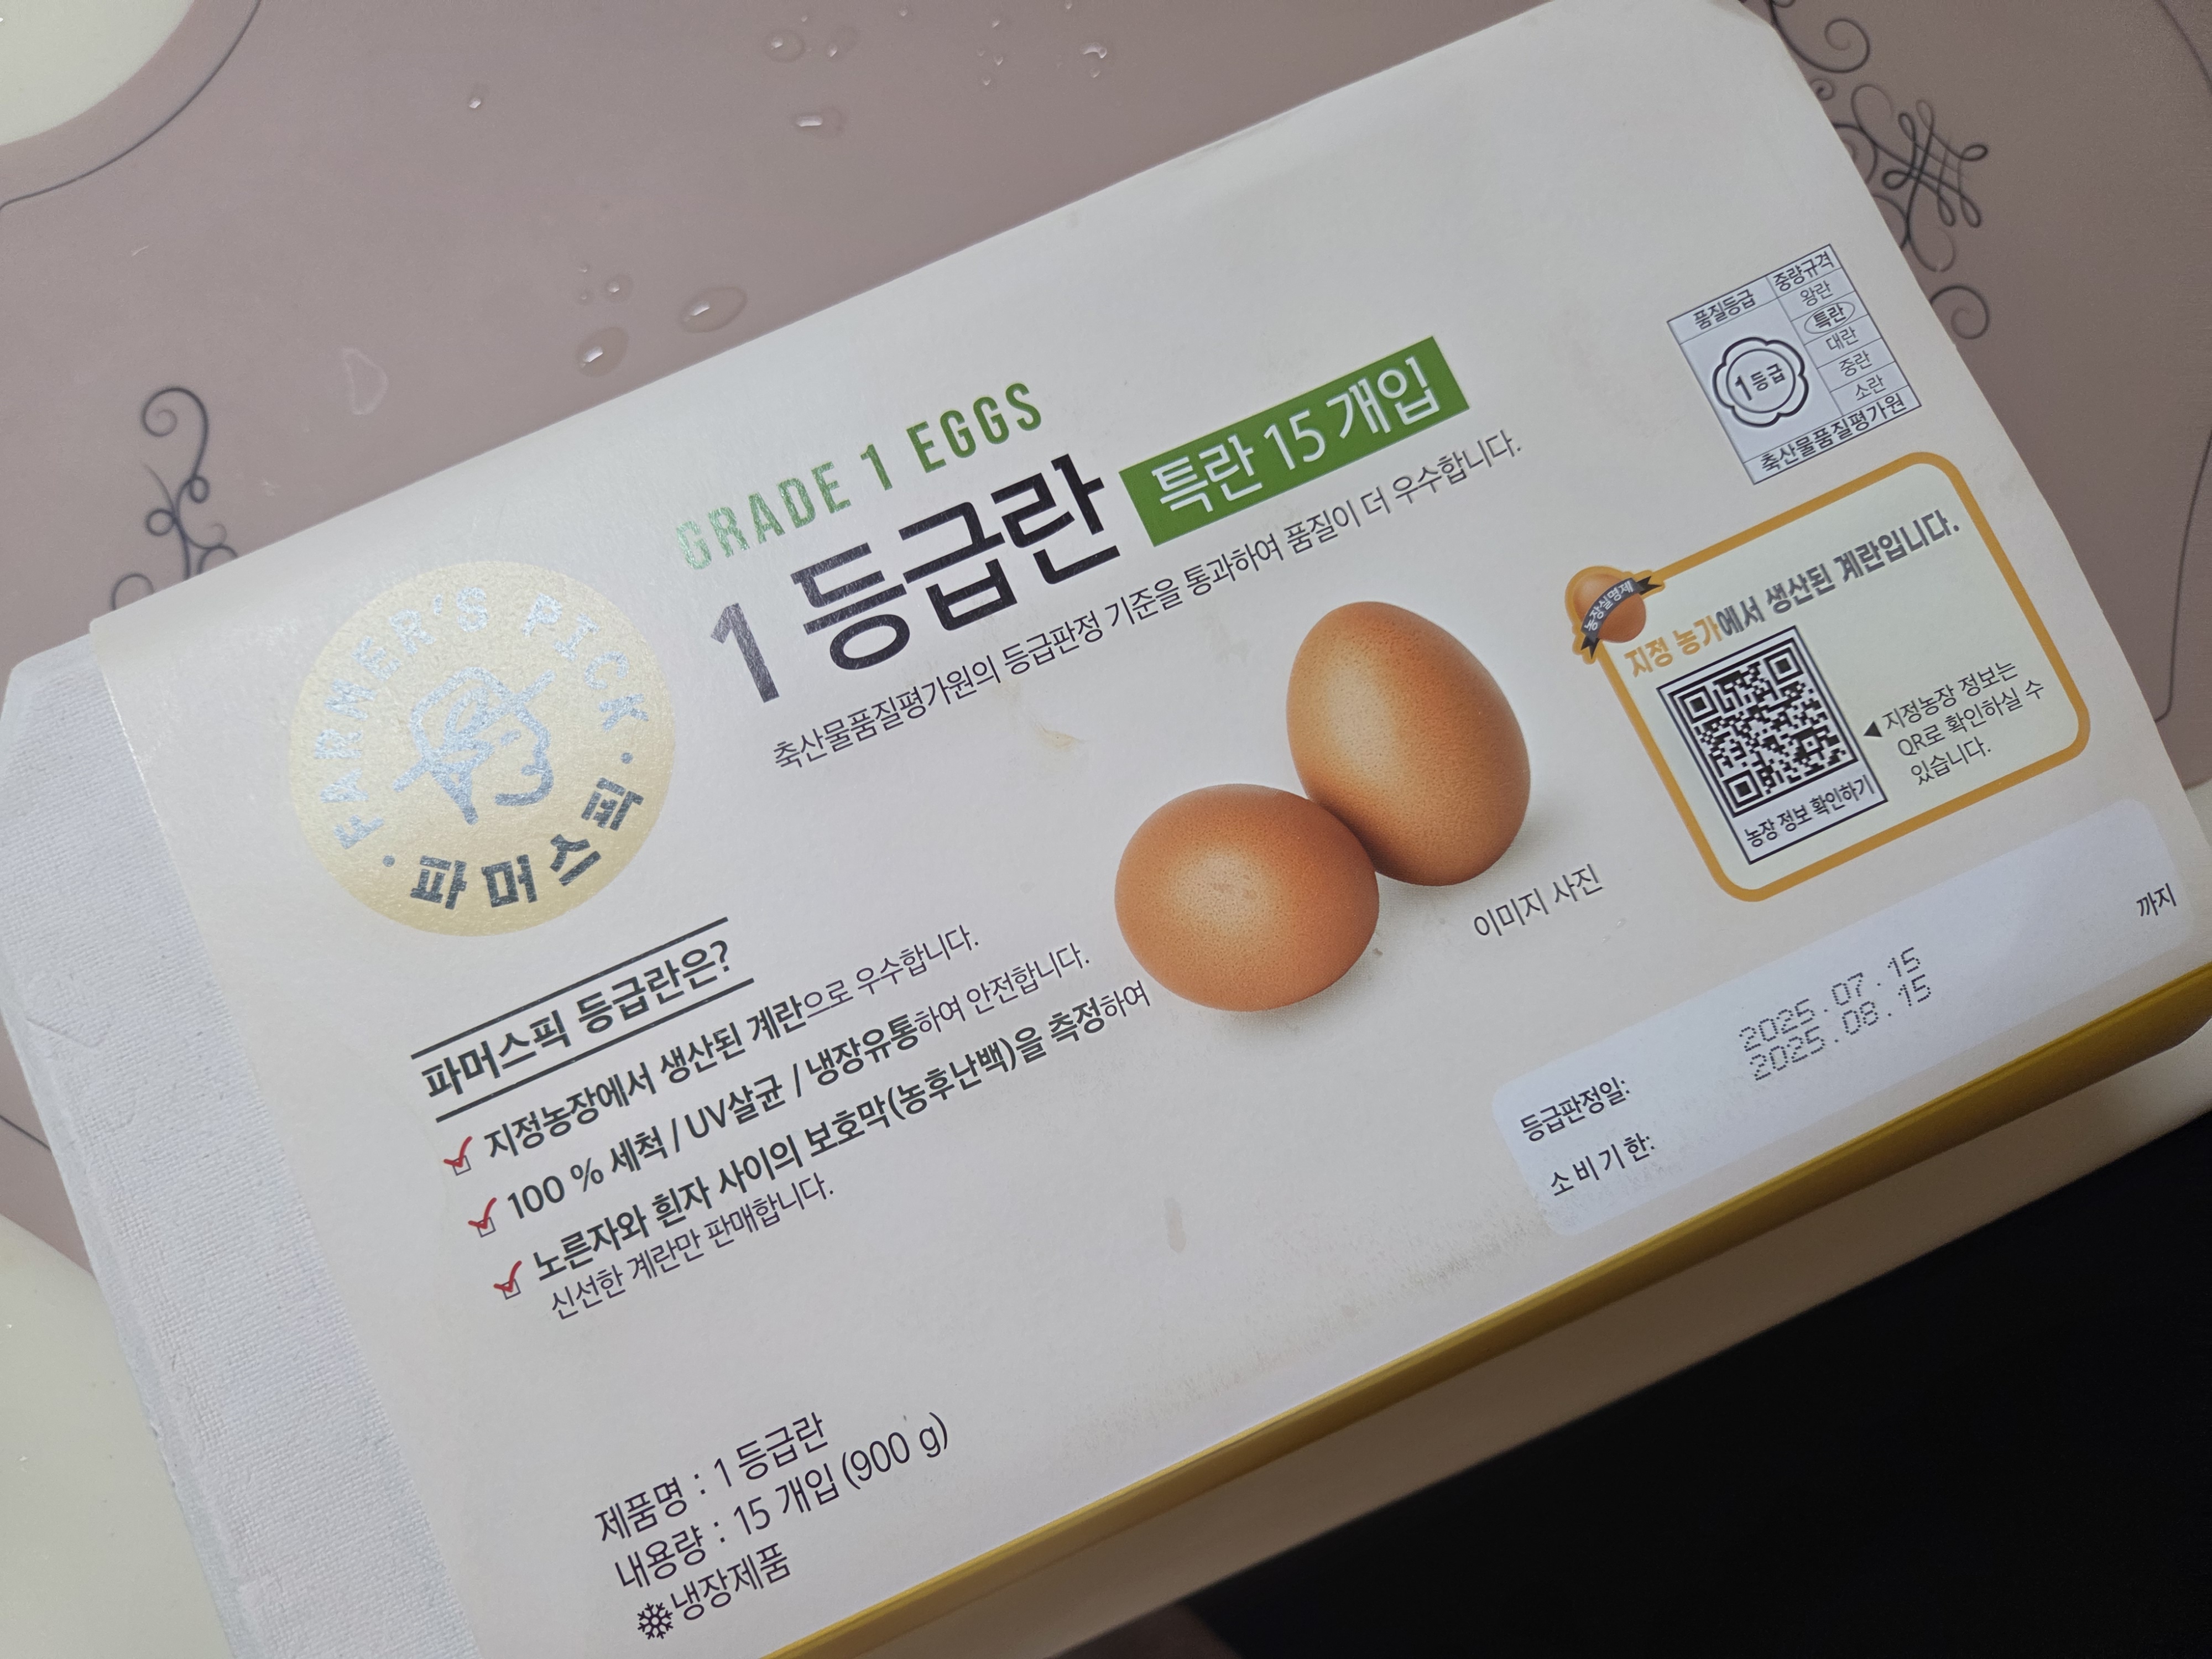 GRADE 1 EGGS
1 등급란 특란 15 개입
축산물품질평가원의 등급판정 기준을 통과하여 품질이 더 우수합니다.
FARMER'S PICK
파머스픽
품질등급 중량규격
1등급
왕란
특란
대란
중란
소란
축산물품질평가원
농장실명제
지정 농가에서 생산된 계란입니다.
◀ 지정농장 정보는
QR로 확인하실 수
있습니다.
농장 정보 확인하기
이미지 사진
파머스픽 등급란은?
지정농장에서 생산된 계란으로 우수합니다.
100 % 세척 / UV살균 / 냉장유통하여 안전합니다.
노른자와 흰자 사이의 보호막(농후난백)을 측정하여
신선한 계란만 판매합니다.
등급판정일: 2025.07.15
소비기한: 2025.08.15 까지
제품명 : 1 등급란
내용량 : 15 개입 (900 g)
냉장제품